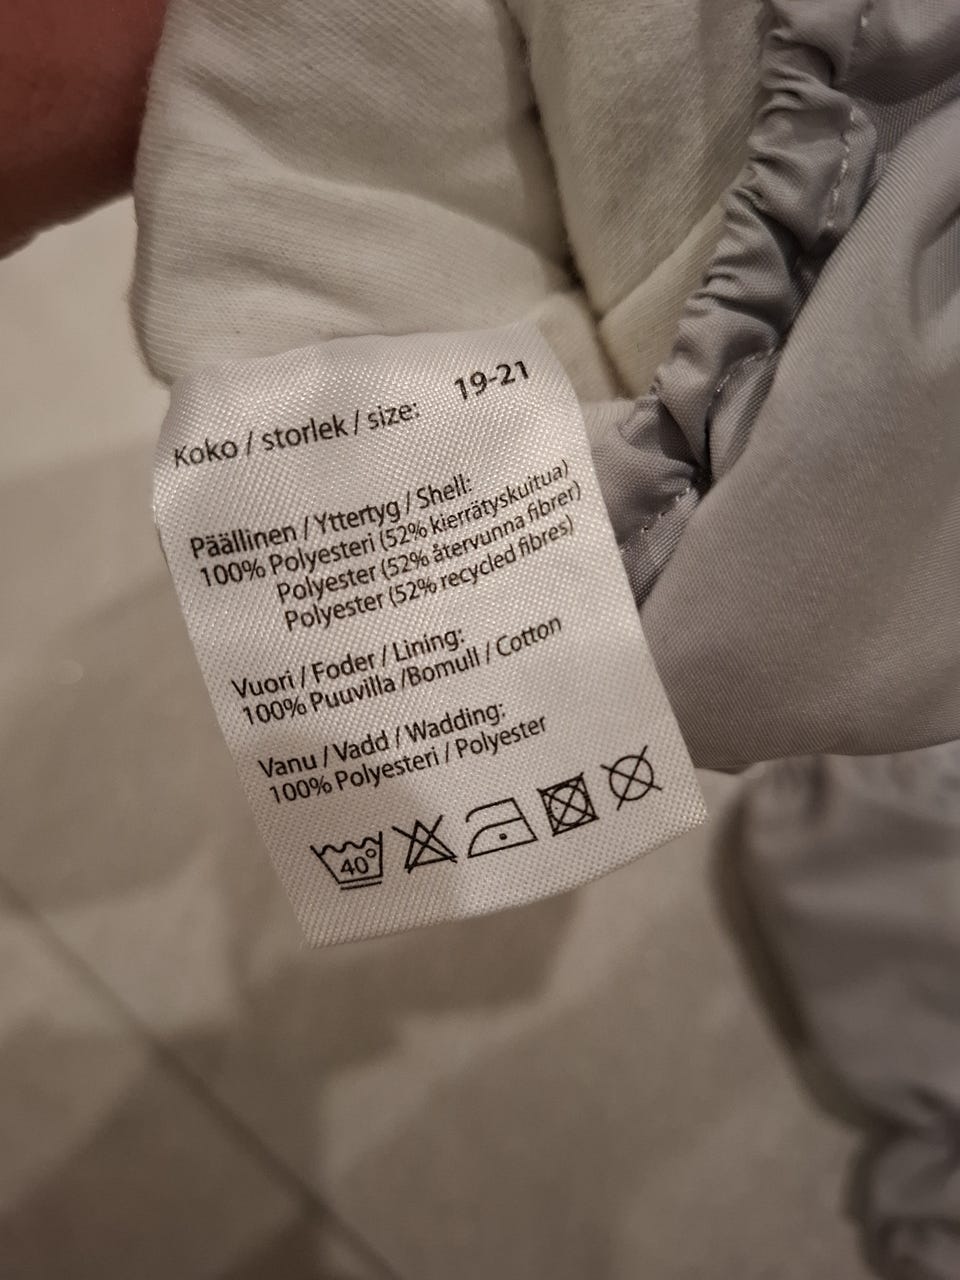 Koko / storlek / size: 19-21
Päällinen / Yttertyg / Shell:
100% Polyesteri (52% kierrätyskuitua)
Polyester (52% återvunna fibrer)
Polyester (52% recycled fibres)
Vuori / Foder / Lining:
100% Puuvilla /Bomull / Cotton
Vanu / Vadd / Wadding:
100% Polyesteri / Polyester
40°